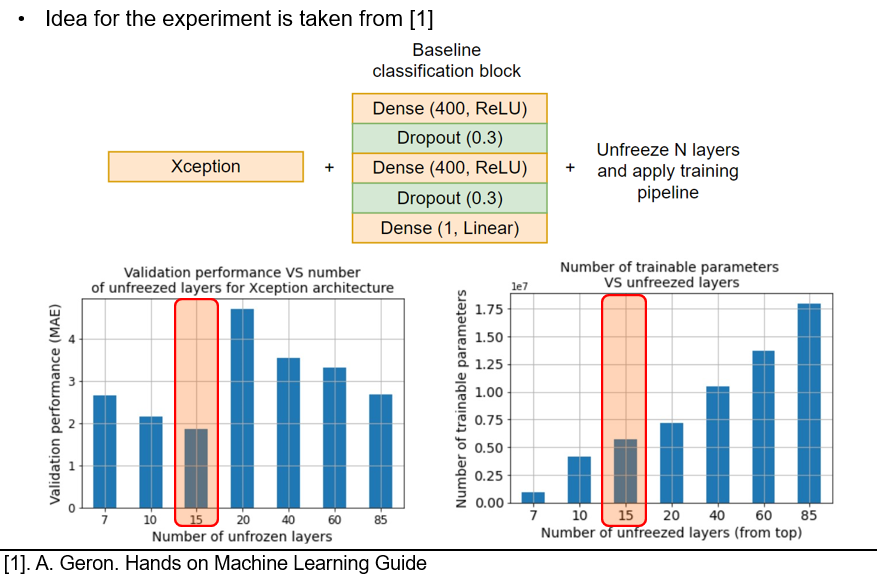 • Idea for the experiment is taken from [1]
Baseline
classification block
Dense (400, ReLU)
Dropout (0.3)
Xception
+
Dense (400, ReLU)
+
Unfreeze N layers
and apply training
pipeline
Dropout (0.3)
Dense (1, Linear)
Validation performance VS number
of unfreezed layers for Xception architecture
Validation performance (MAE)
4
3
2
1
0
7 10 15 20 40 60 85
Number of unfrozen layers
Number of trainable parameters
VS unfreezed layers
1e7
Number of trainable parameters
1.75
1.50
1.25
1.00
0.75
0.50
0.25
0.00
7 10 15 20 40 60 85
Number of unfreezed layers (from top)
[1]. A. Geron. Hands on Machine Learning Guide